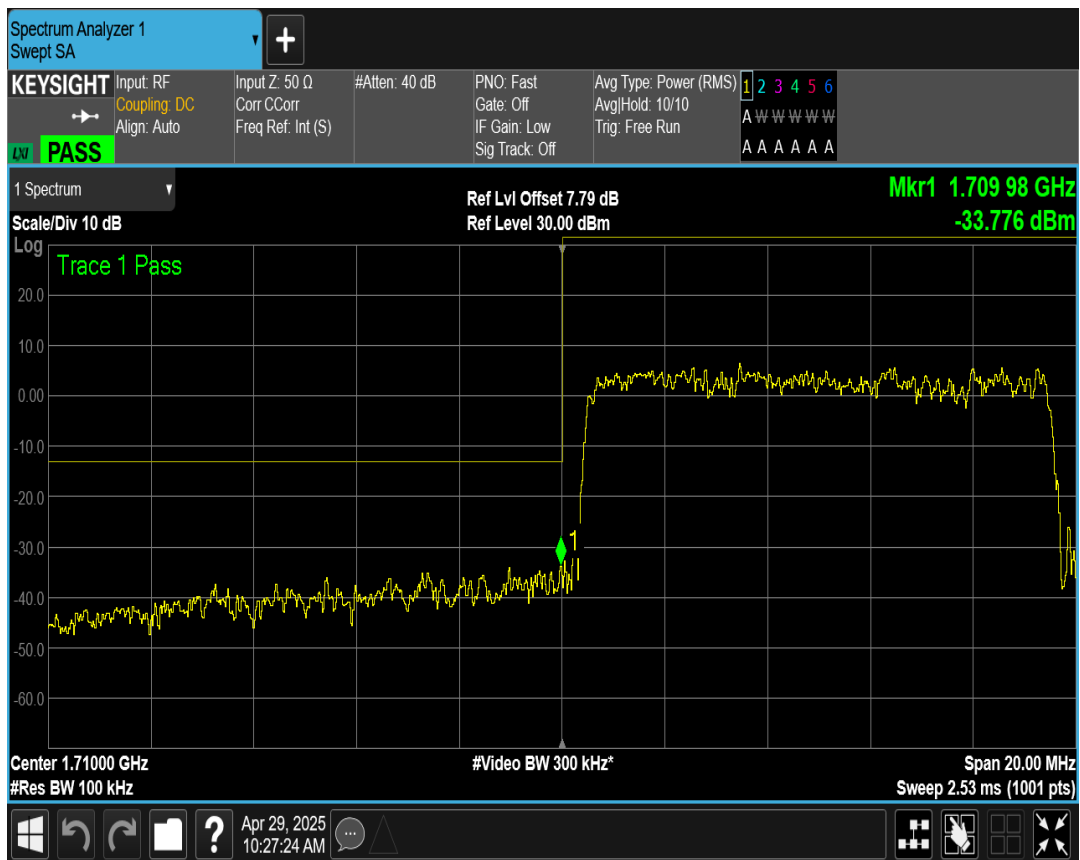 Spectrum Analyzer 1
Swept SA
+
KEYSIGHT
LXI PASS
Input: RF
Coupling: DC
Align: Auto
Input Z: 50 Ω
Corr CCorr
Freq Ref: Int (S)
#Atten: 40 dB
PNO: Fast
Gate: Off
IF Gain: Low
Sig Track: Off
Avg Type: Power (RMS)
Avg|Hold: 10/10
Trig: Free Run
1 2 3 4 5 6
A W W W W W
A A A A A A
1 Spectrum
Scale/Div 10 dB
Ref Lvl Offset 7.79 dB
Ref Level 30.00 dBm
Mkr1 1.709 98 GHz
-33.776 dBm
Log
Trace 1 Pass
20.0
10.0
0.00
-10.0
-20.0
-30.0
-40.0
-50.0
-60.0
1
Center 1.71000 GHz
#Res BW 100 kHz
#Video BW 300 kHz*
Span 20.00 MHz
Sweep 2.53 ms (1001 pts)
?
Apr 29, 2025
10:27:24 AM